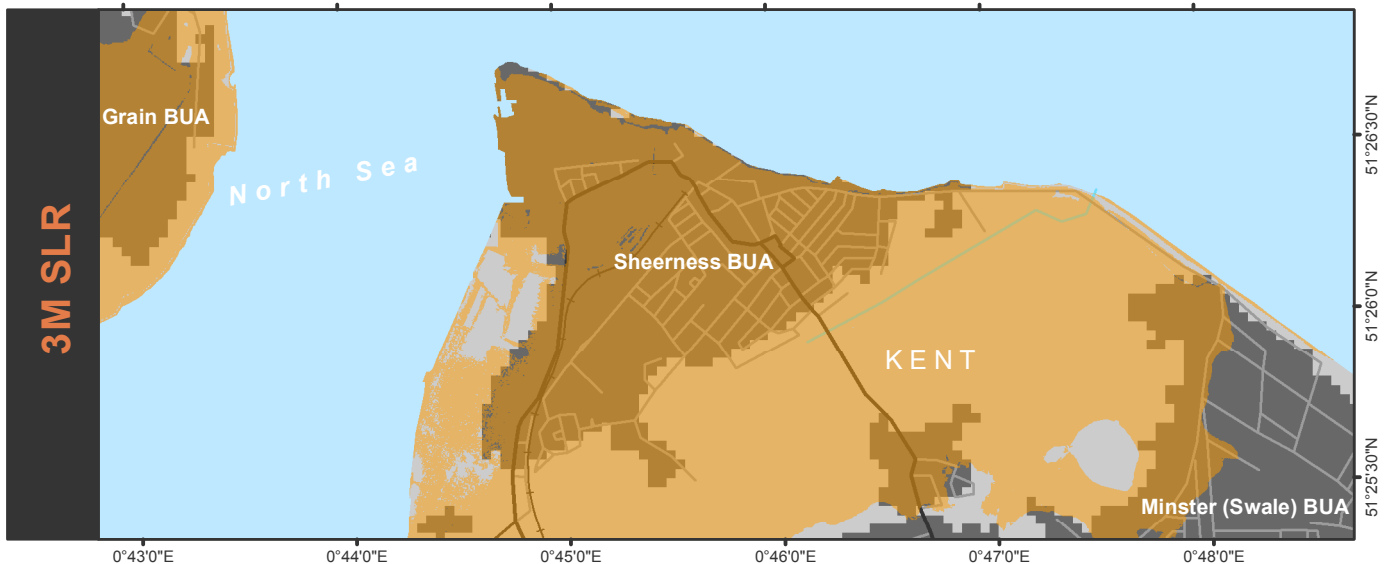 3M SLR
Grain BUA
North Sea
Sheerness BUA
KENT
Minster (Swale) BUA
51°26'30"N
51°26'0"N
51°25'30"N
0°43'0"E
0°44'0"E
0°45'0"E
0°46'0"E
0°47'0"E
0°48'0"E